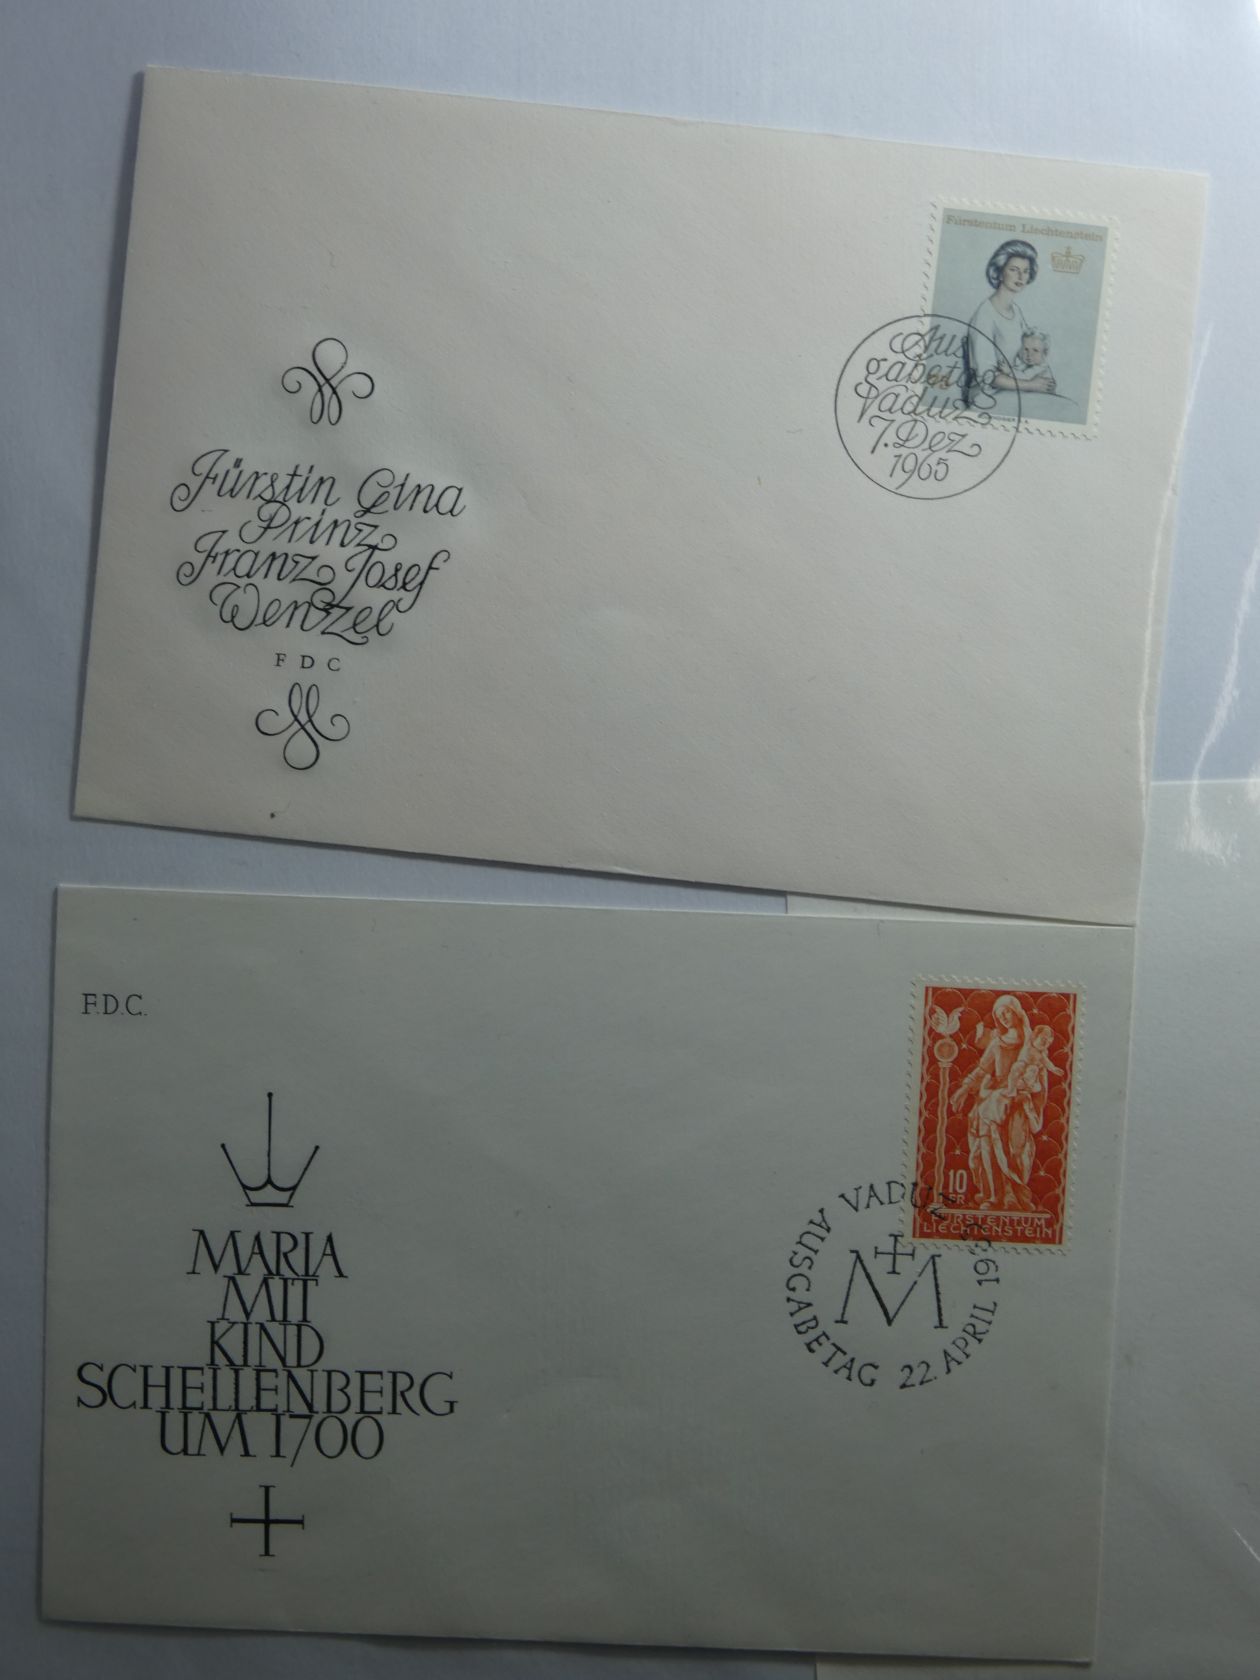 Fürstentum Liechtenstein
Aus
gabetag
Vaduz
7. Dez
1965
Fürstin Gina
Prinz
Franz Josef
Wenzel
F D C
F.D.C.
MARIA
MIT
KIND
SCHELLENBERG
UM 1700
10
FR.
FÜRSTENTUM
LIECHTENSTEIN
VADUZ
AUSGABETAG 22. APRIL